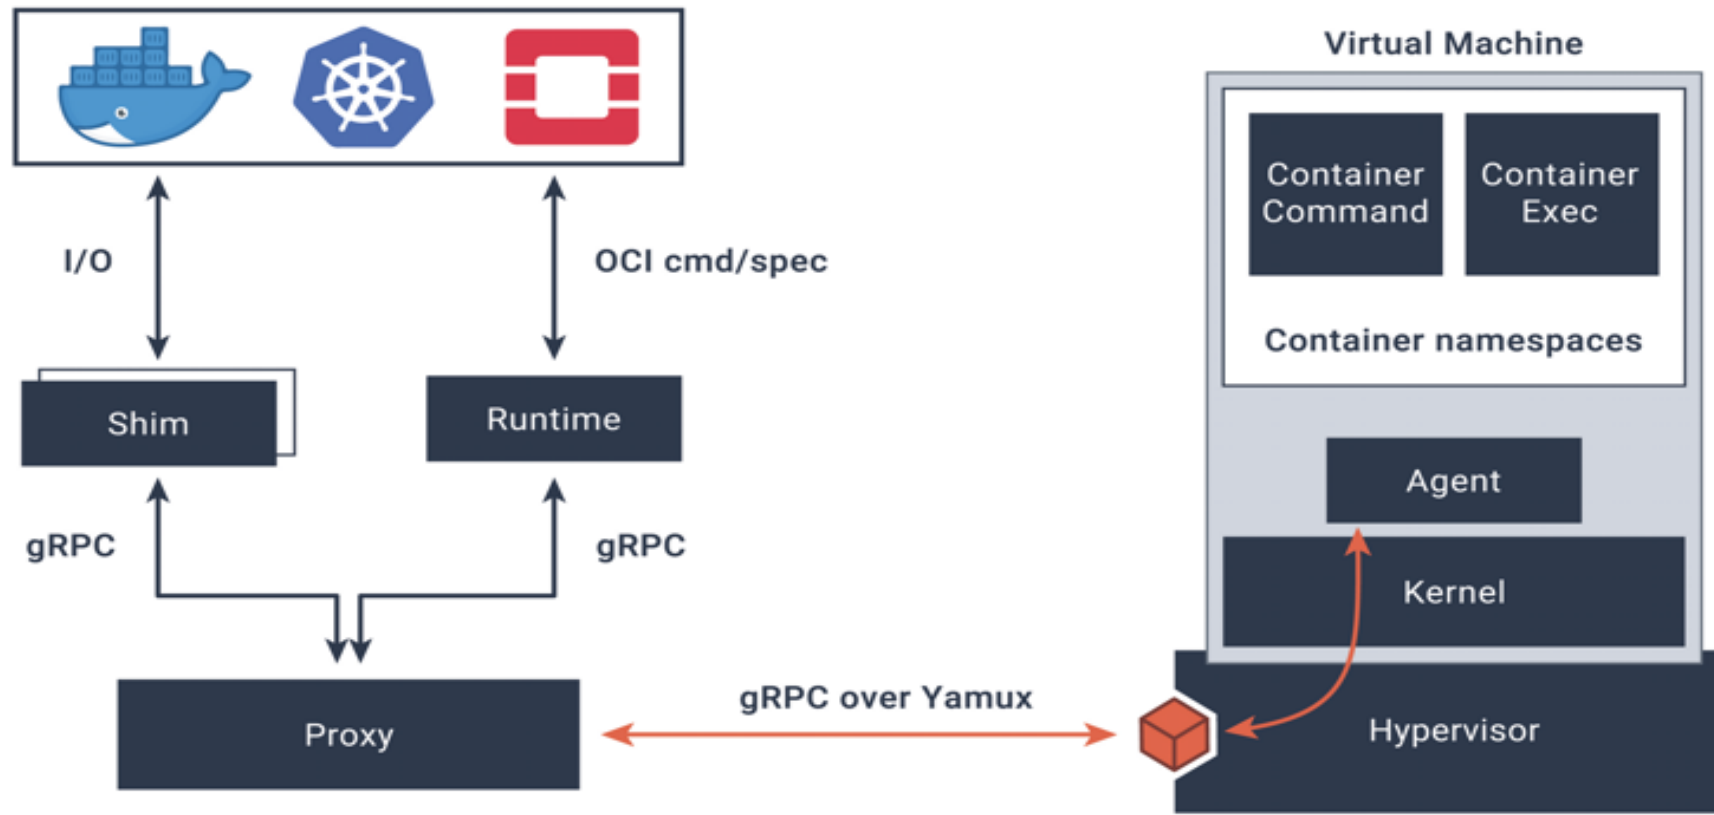 Virtual Machine
Container
Command
Container
Exec
I/O
OCI cmd/spec
Container namespaces
Shim
Runtime
Agent
gRPC
gRPC
Kernel
gRPC over Yamux
Proxy
Hypervisor